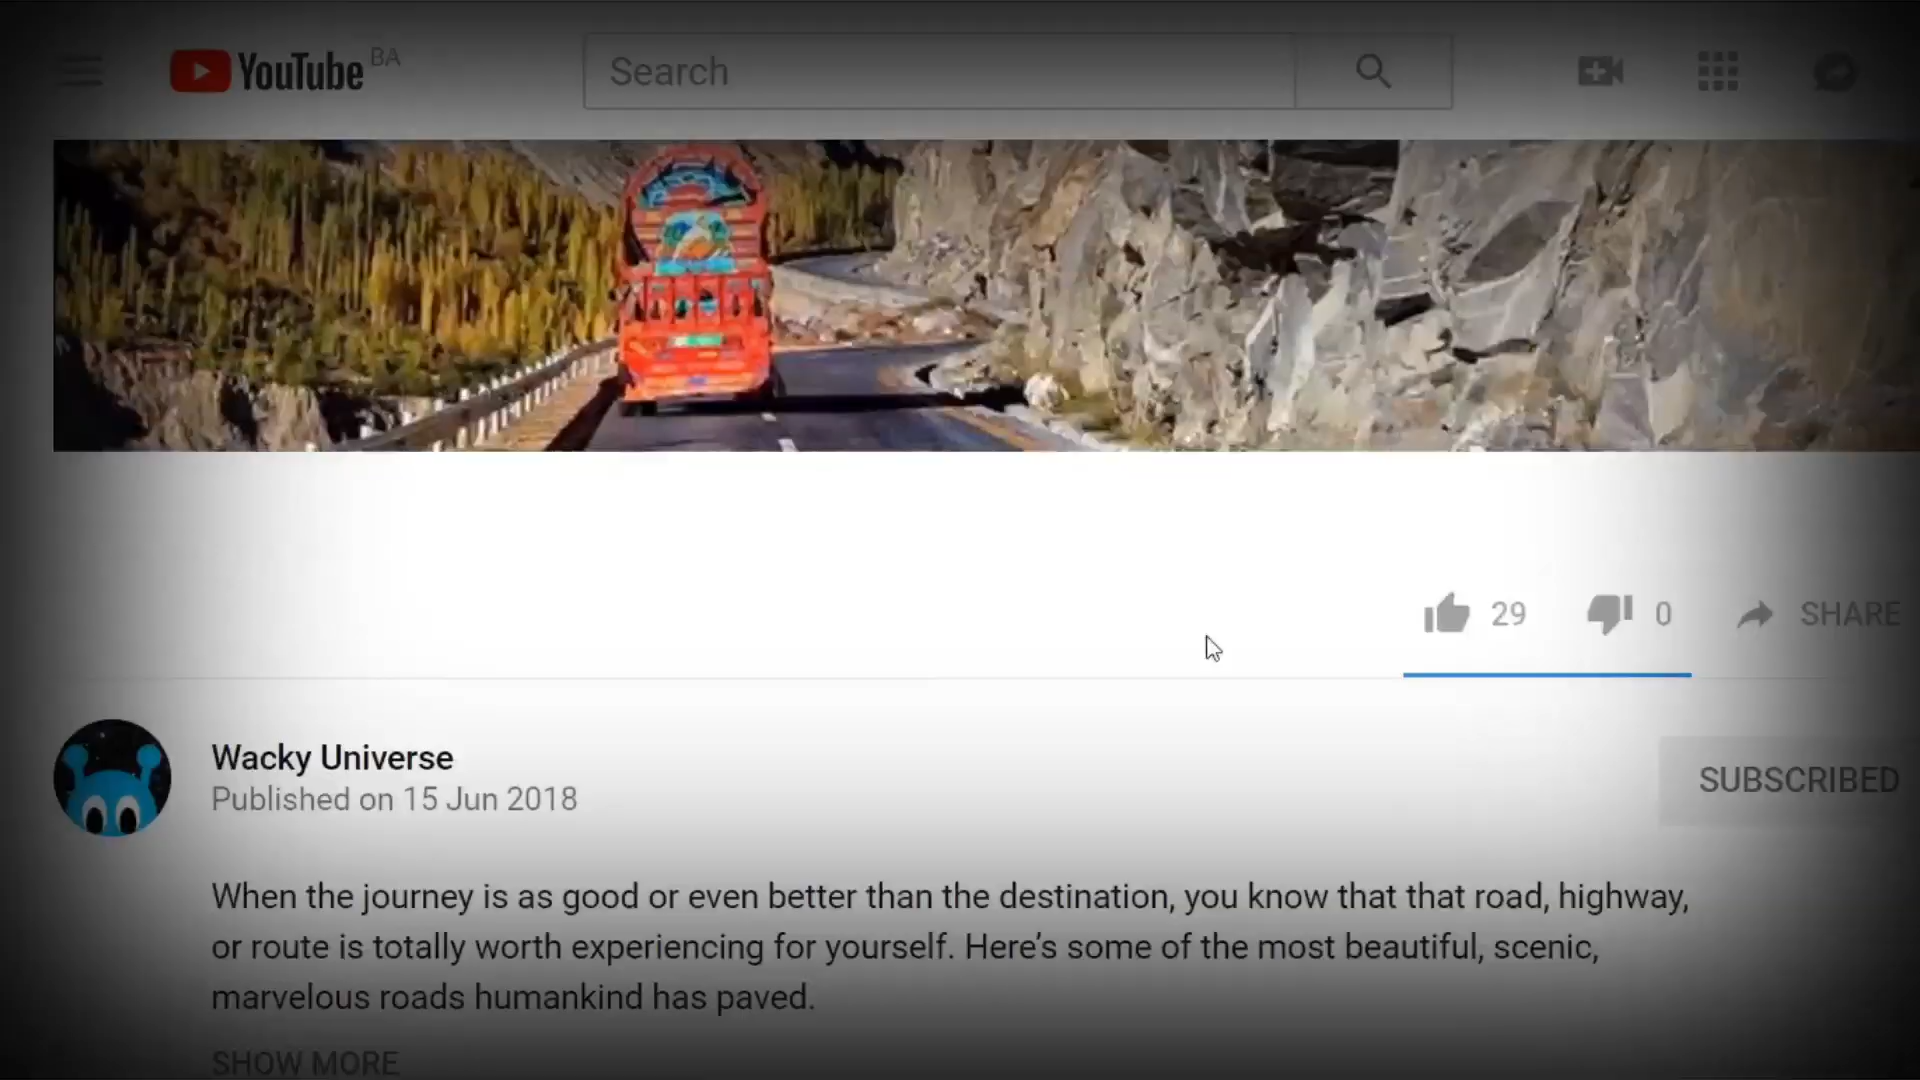 YouTube BA
Search
29
0
SHARE
Wacky Universe
Published on 15 Jun 2018
SUBSCRIBED
When the journey is as good or even better than the destination, you know that that road, highway,
or route is totally worth experiencing for yourself. Here’s some of the most beautiful, scenic,
marvelous roads humankind has paved.
SHOW MORE